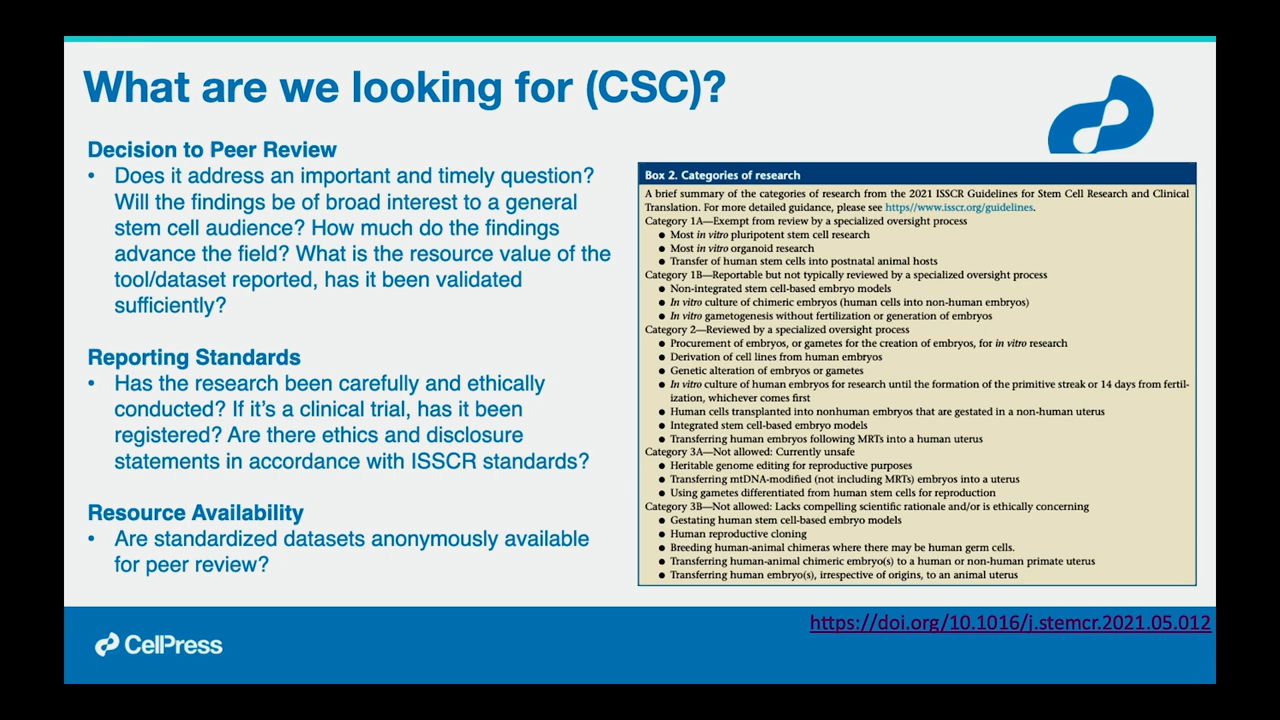 What are we looking for (CSC)?
Decision to Peer Review
• Does it address an important and timely question?
Will the findings be of broad interest to a general
stem cell audience? How much do the findings
advance the field? What is the resource value of the
tool/dataset reported, has it been validated
sufficiently?
Reporting Standards
• Has the research been carefully and ethically
conducted? If it's a clinical trial, has it been
registered? Are there ethics and disclosure
statements in accordance with ISSCR standards?
Resource Availability
• Are standardized datasets anonymously available
for peer review?
Box 2. Categories of research
A brief summary of the categories of research from the 2021 ISSCR Guidelines for Stem Cell Research and Clinical
Translation. For more detailed guidance, please see https//www.isscr.org/guidelines.
Category 1A—Exempt from review by a specialized oversight process
● Most in vitro pluripotent stem cell research
● Most in vitro organoid research
● Transfer of human stem cells into postnatal animal hosts
Category 1B—Reportable but not typically reviewed by a specialized oversight process
● Non-integrated stem cell-based embryo models
● In vitro culture of chimeric embryos (human cells into non-human embryos)
● In vitro gametogenesis without fertilization or generation of embryos
Category 2—Reviewed by a specialized oversight process
● Procurement of embryos, or gametes for the creation of embryos, for in vitro research
● Derivation of cell lines from human embryos
● Genetic alteration of embryos or gametes
● In vitro culture of human embryos for research until the formation of the primitive streak or 14 days from fertil-
ization, whichever comes first
● Human cells transplanted into nonhuman embryos that are gestated in a non-human uterus
● Integrated stem cell-based embryo models
● Transferring human embryos following MRTs into a human uterus
Category 3A—Not allowed: Currently unsafe
● Heritable genome editing for reproductive purposes
● Transferring mtDNA-modified (not including MRTs) embryos into a uterus
● Using gametes differentiated from human stem cells for reproduction
Category 3B—Not allowed: Lacks compelling scientific rationale and/or is ethically concerning
● Gestating human stem cell-based embryo models
● Human reproductive cloning
● Breeding human-animal chimeras where there may be human germ cells.
● Transferring human-animal chimeric embryo(s) to a human or non-human primate uterus
● Transferring human embryo(s), irrespective of origins, to an animal uterus
https://doi.org/10.1016/j.stemcr.2021.05.012
CellPress